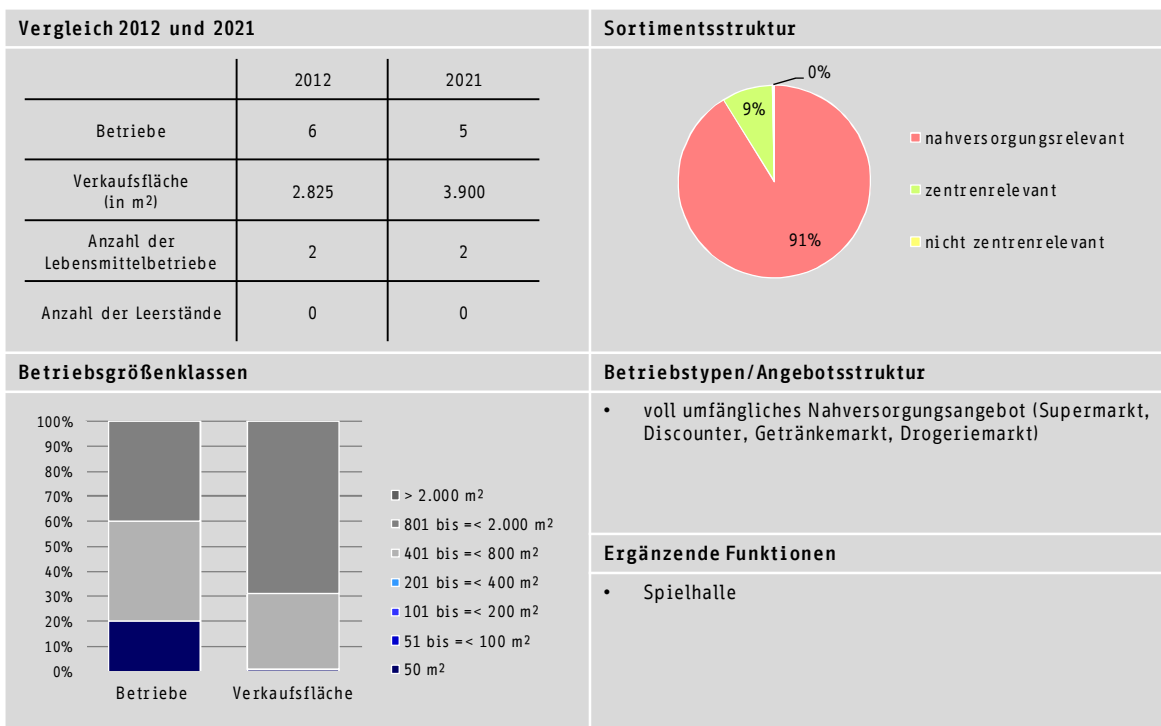 Vergleich 2012 und 2021
2012 2021
Betriebe 6 5
Verkaufsfläche
(in m²) 2.825 3.900
Anzahl der
Lebensmittelbetriebe 2 2
Anzahl der Leerstände 0 0
Sortimentsstruktur
0%
9%
91%
nahversorgungsrelevant
zentrenrelevant
nicht zentrenrelevant
Betriebsgrößenklassen
100%
90%
80%
70%
60%
50%
40%
30%
20%
10%
0%
Betriebe Verkaufsfläche
> 2.000 m²
801 bis =< 2.000 m²
401 bis =< 800 m²
201 bis =< 400 m²
101 bis =< 200 m²
51 bis =< 100 m²
50 m²
Betriebstypen/Angebotsstruktur
• voll umfängliches Nahversorgungsangebot (Supermarkt,
Discounter, Getränkemarkt, Drogeriemarkt)
Ergänzende Funktionen
• Spielhalle